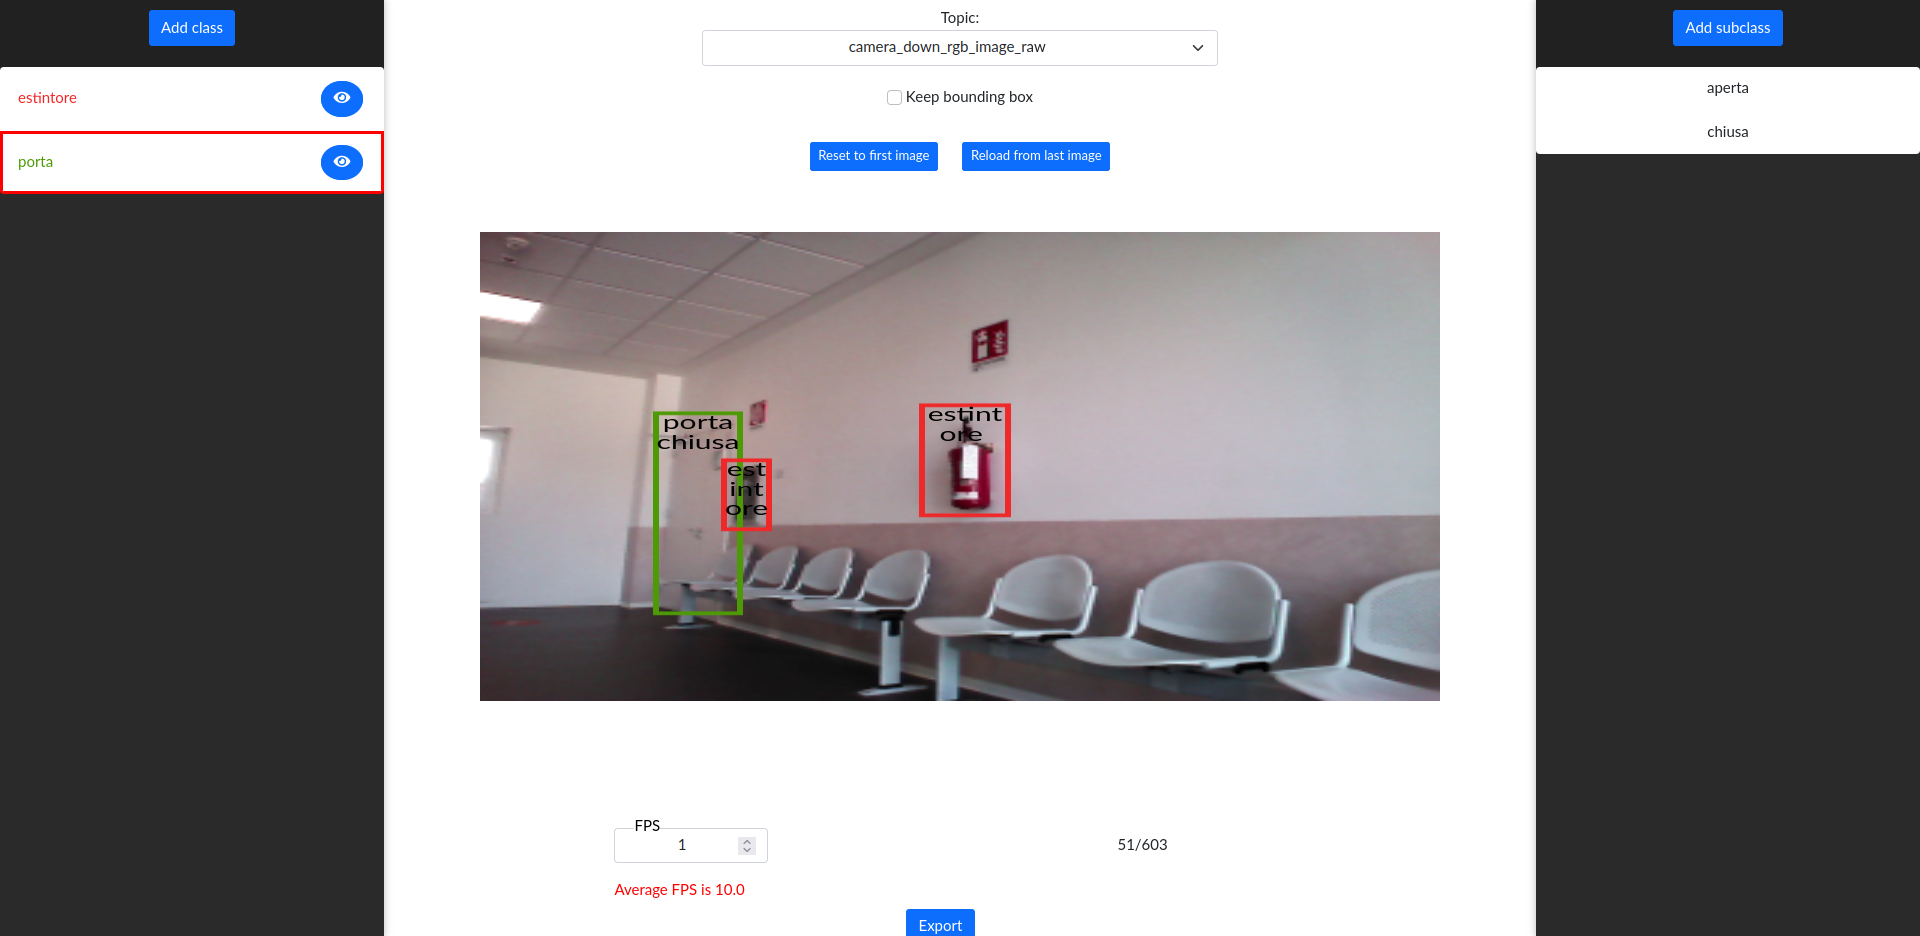 Add class
estintore
porta
Topic:
camera_down_rgb_image_raw
Keep bounding box
Reset to first image
Reload from last image
porta
chiusa
est
int
ore
estint
ore
FPS
1
51/603
Average FPS is 10.0
Export
Add subclass
aperta
chiusa